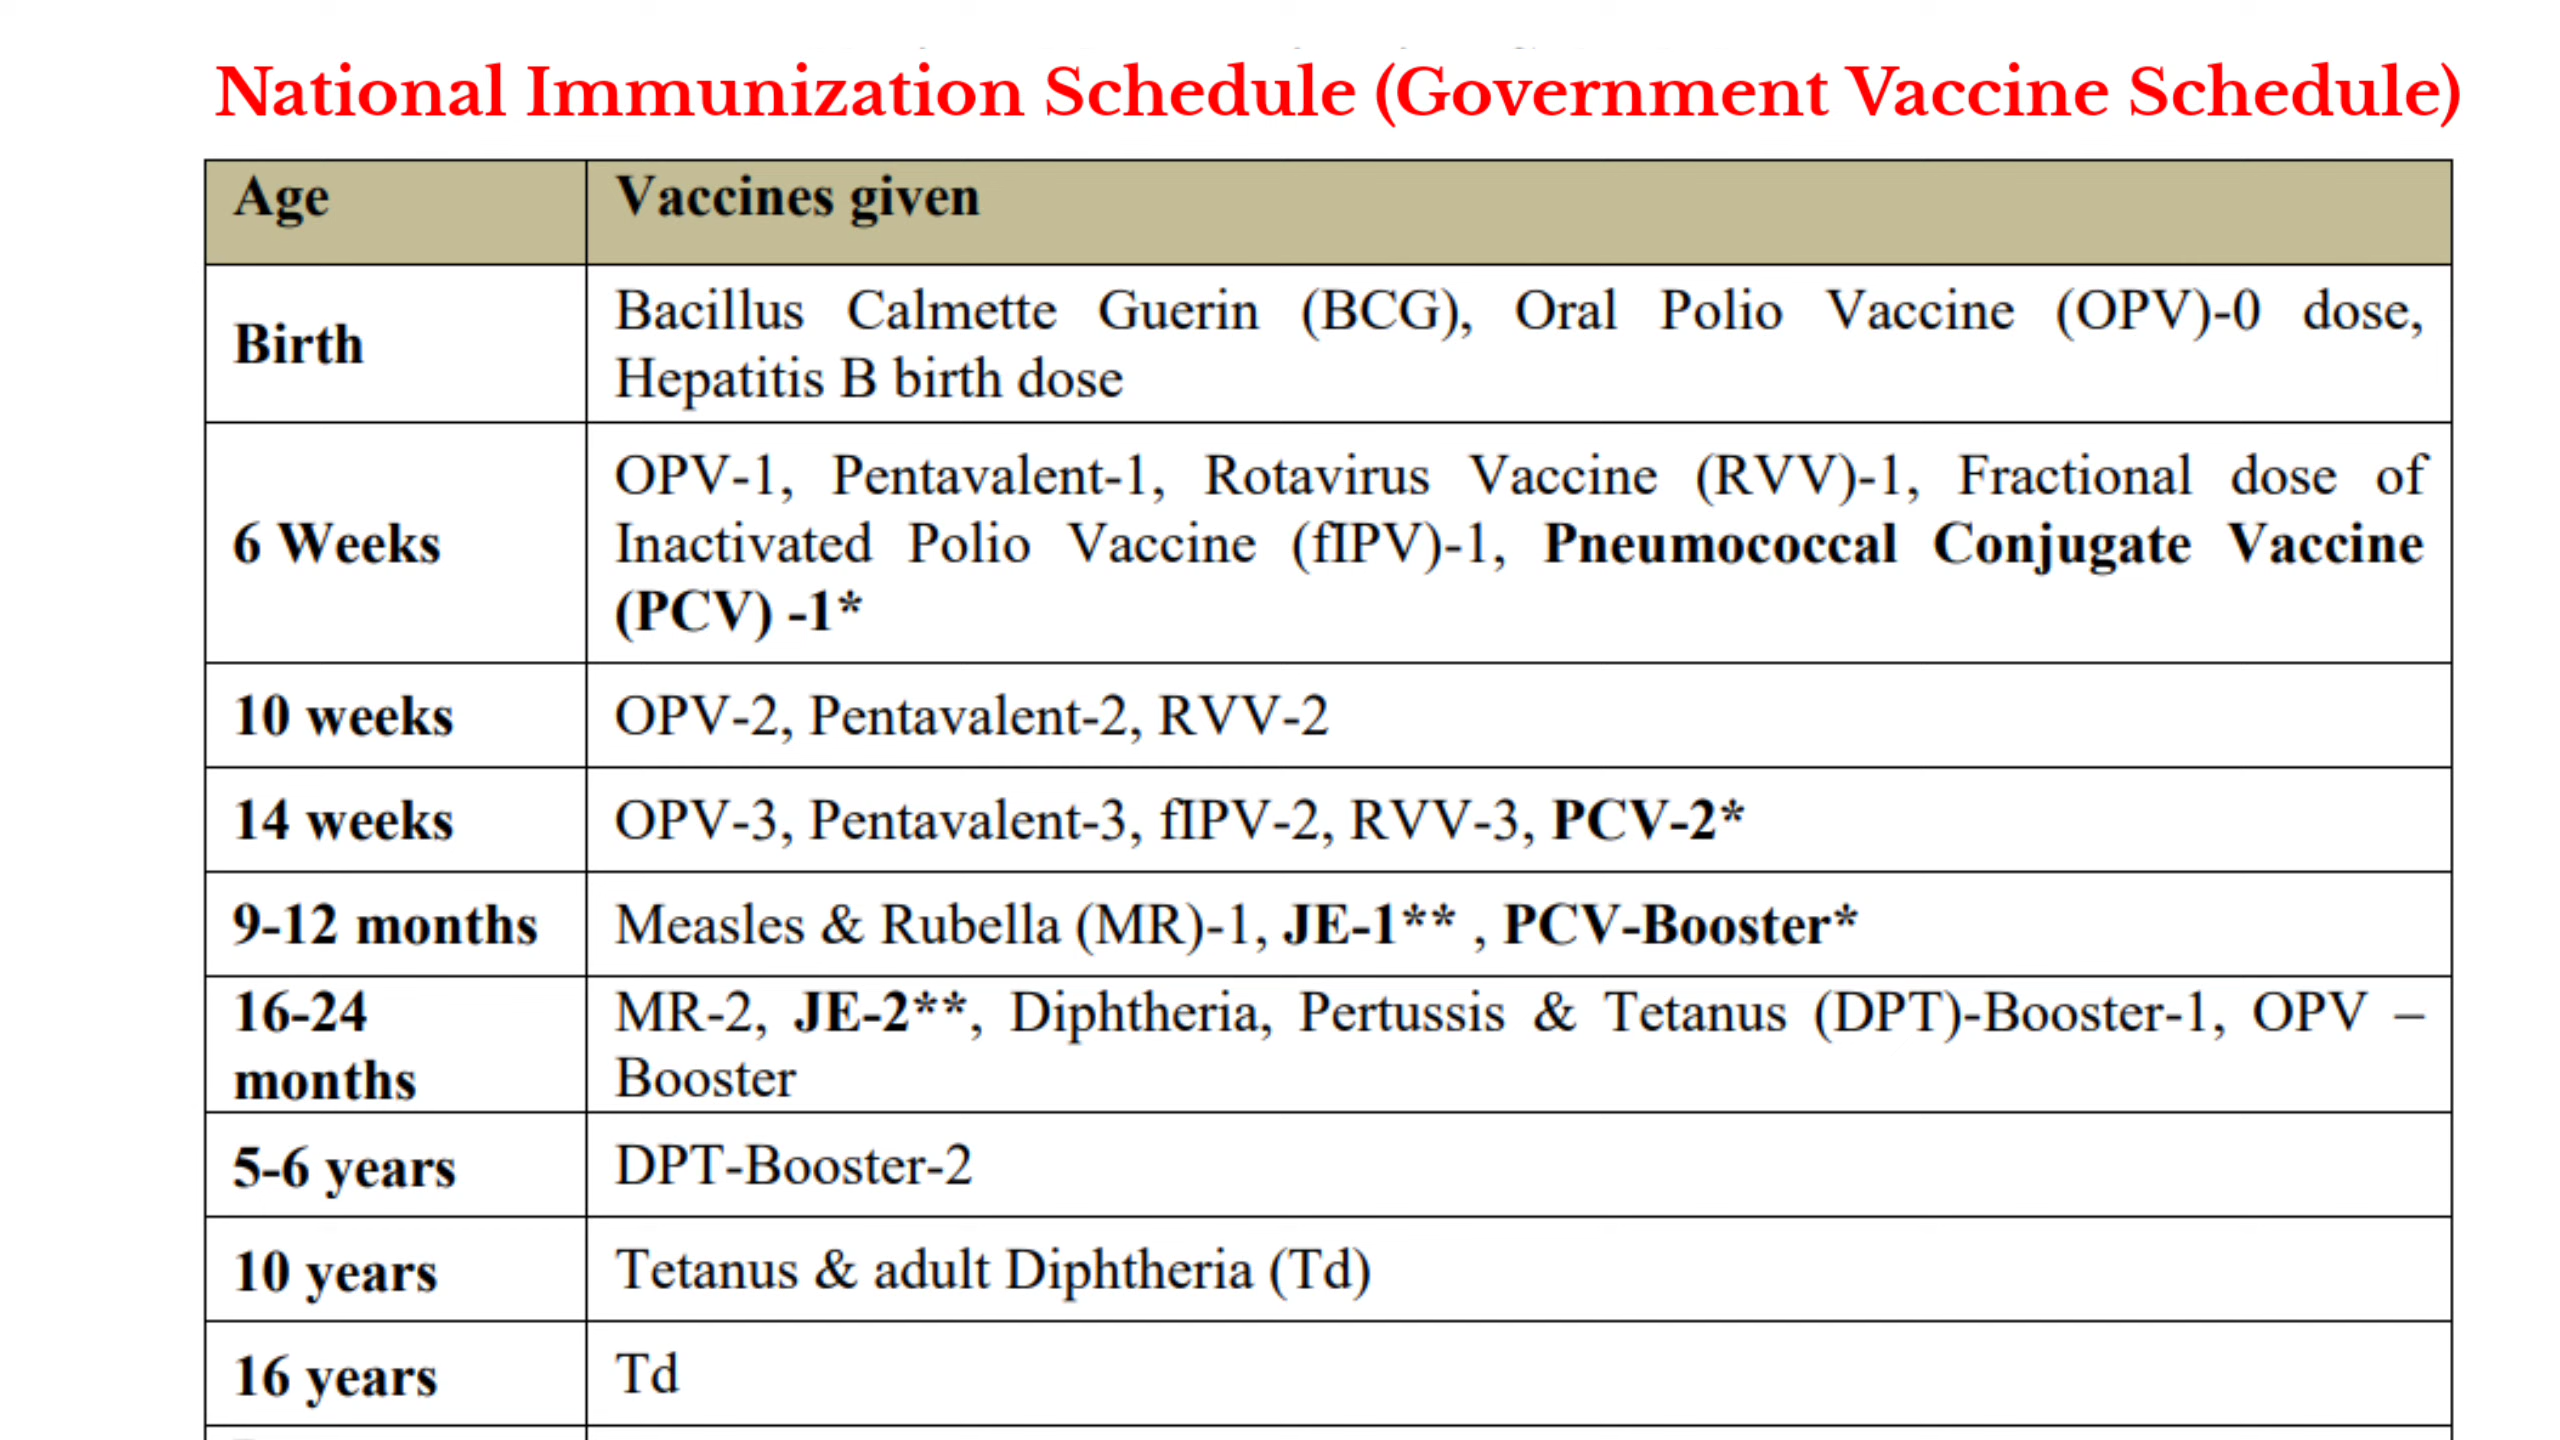 National Immunization Schedule (Government Vaccine Schedule)
Age
Vaccines given
Birth
Bacillus Calmette Guerin (BCG), Oral Polio Vaccine (OPV)-0 dose,
Hepatitis B birth dose
6 Weeks
OPV-1, Pentavalent-1, Rotavirus Vaccine (RVV)-1, Fractional dose of
Inactivated Polio Vaccine (fIPV)-1, Pneumococcal Conjugate Vaccine
(PCV) -1*
10 weeks
OPV-2, Pentavalent-2, RVV-2
14 weeks
OPV-3, Pentavalent-3, fIPV-2, RVV-3, PCV-2*
9-12 months
Measles & Rubella (MR)-1, JE-1** , PCV-Booster*
16-24
months
MR-2, JE-2**, Diphtheria, Pertussis & Tetanus (DPT)-Booster-1, OPV –
Booster
5-6 years
DPT-Booster-2
10 years
Tetanus & adult Diphtheria (Td)
16 years
Td